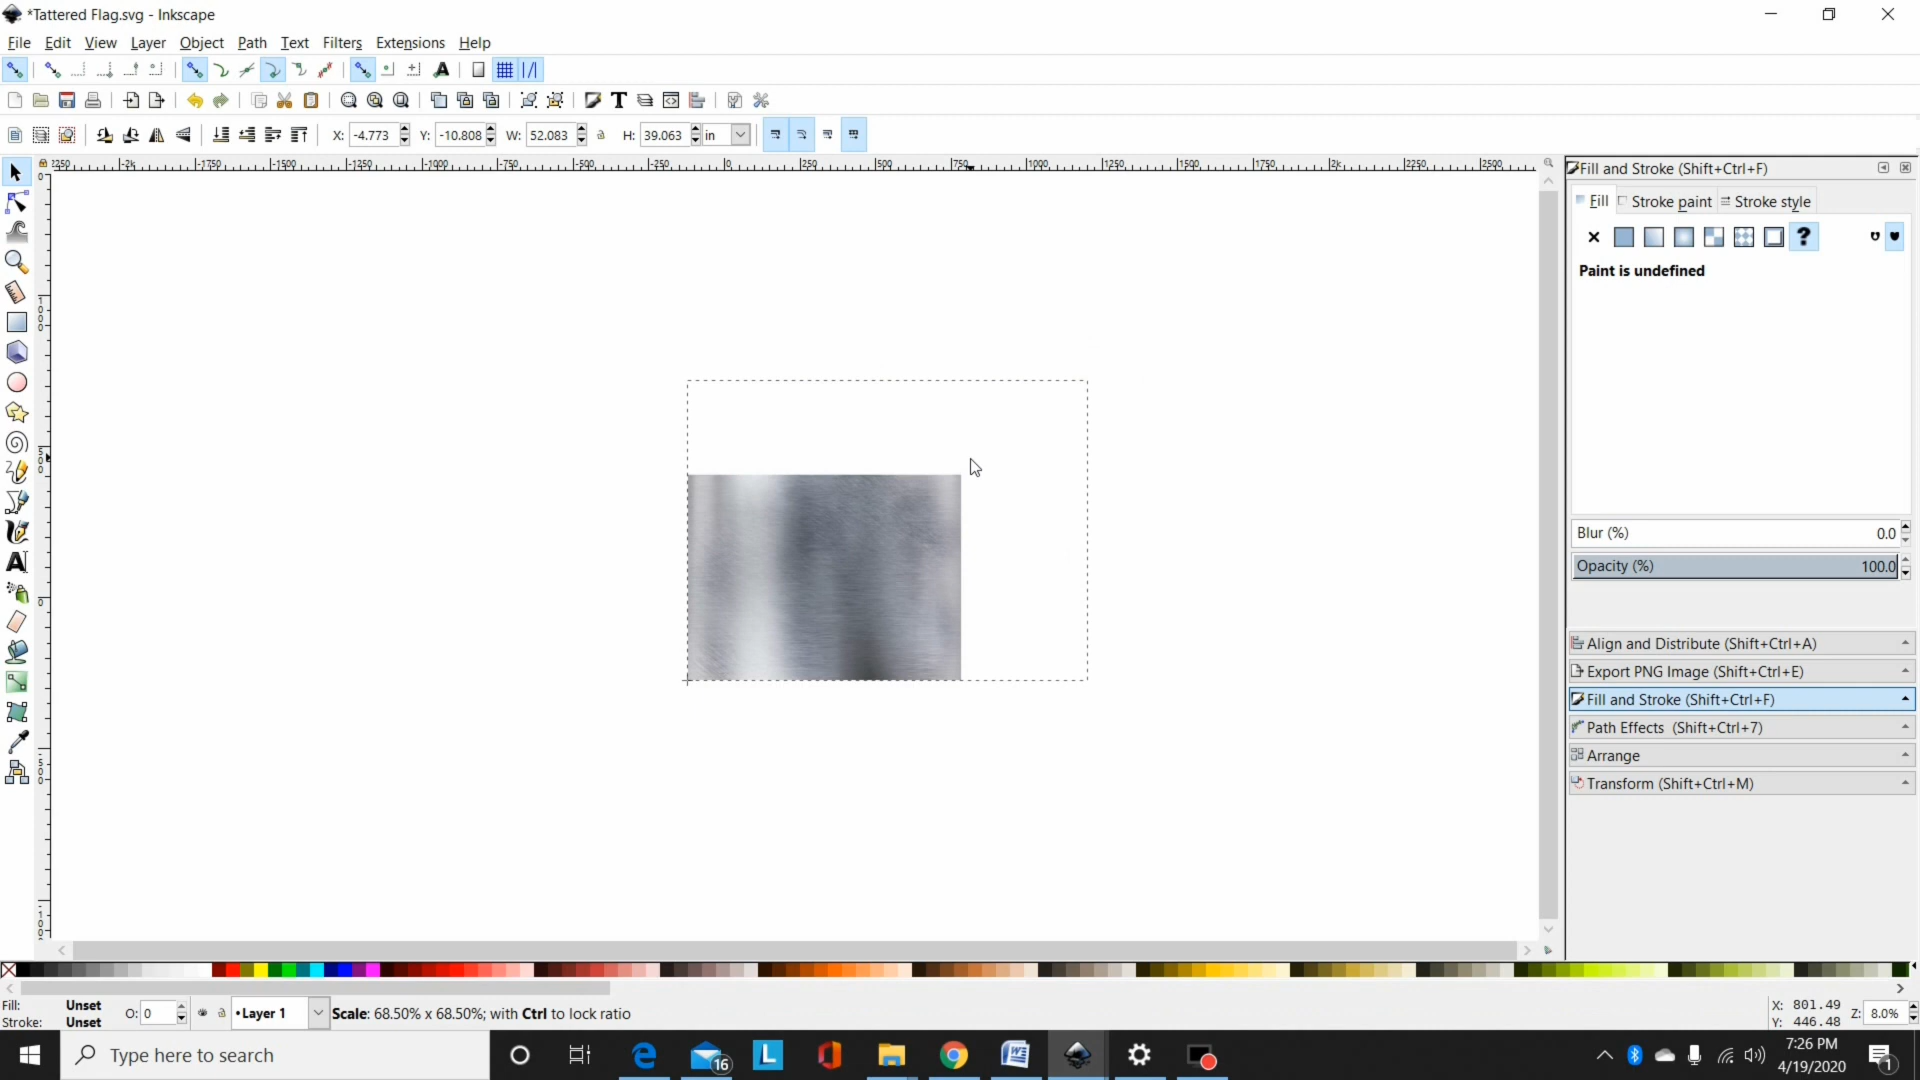 *Tattered Flag.svg - Inkscape
File Edit View Layer Object Path Text Filters Extensions Help
X: -4.773 Y: -10.808 W: 52.083 H: 39.063 in
Fill and Stroke (Shift+Ctrl+F)
Fill Stroke paint Stroke style
Paint is undefined
Blur (%) 0.0
Opacity (%) 100.0
Align and Distribute (Shift+Ctrl+A)
Export PNG Image (Shift+Ctrl+E)
Fill and Stroke (Shift+Ctrl+F)
Path Effects (Shift+Ctrl+7)
Arrange
Transform (Shift+Ctrl+M)
Fill: Unset
Stroke: Unset
O: 0
•Layer 1
Scale: 68.50% x 68.50%; with Ctrl to lock ratio
X: 801.49
Y: 446.48
Z: 8.0%
Type here to search
16
7:26 PM
4/19/2020
1